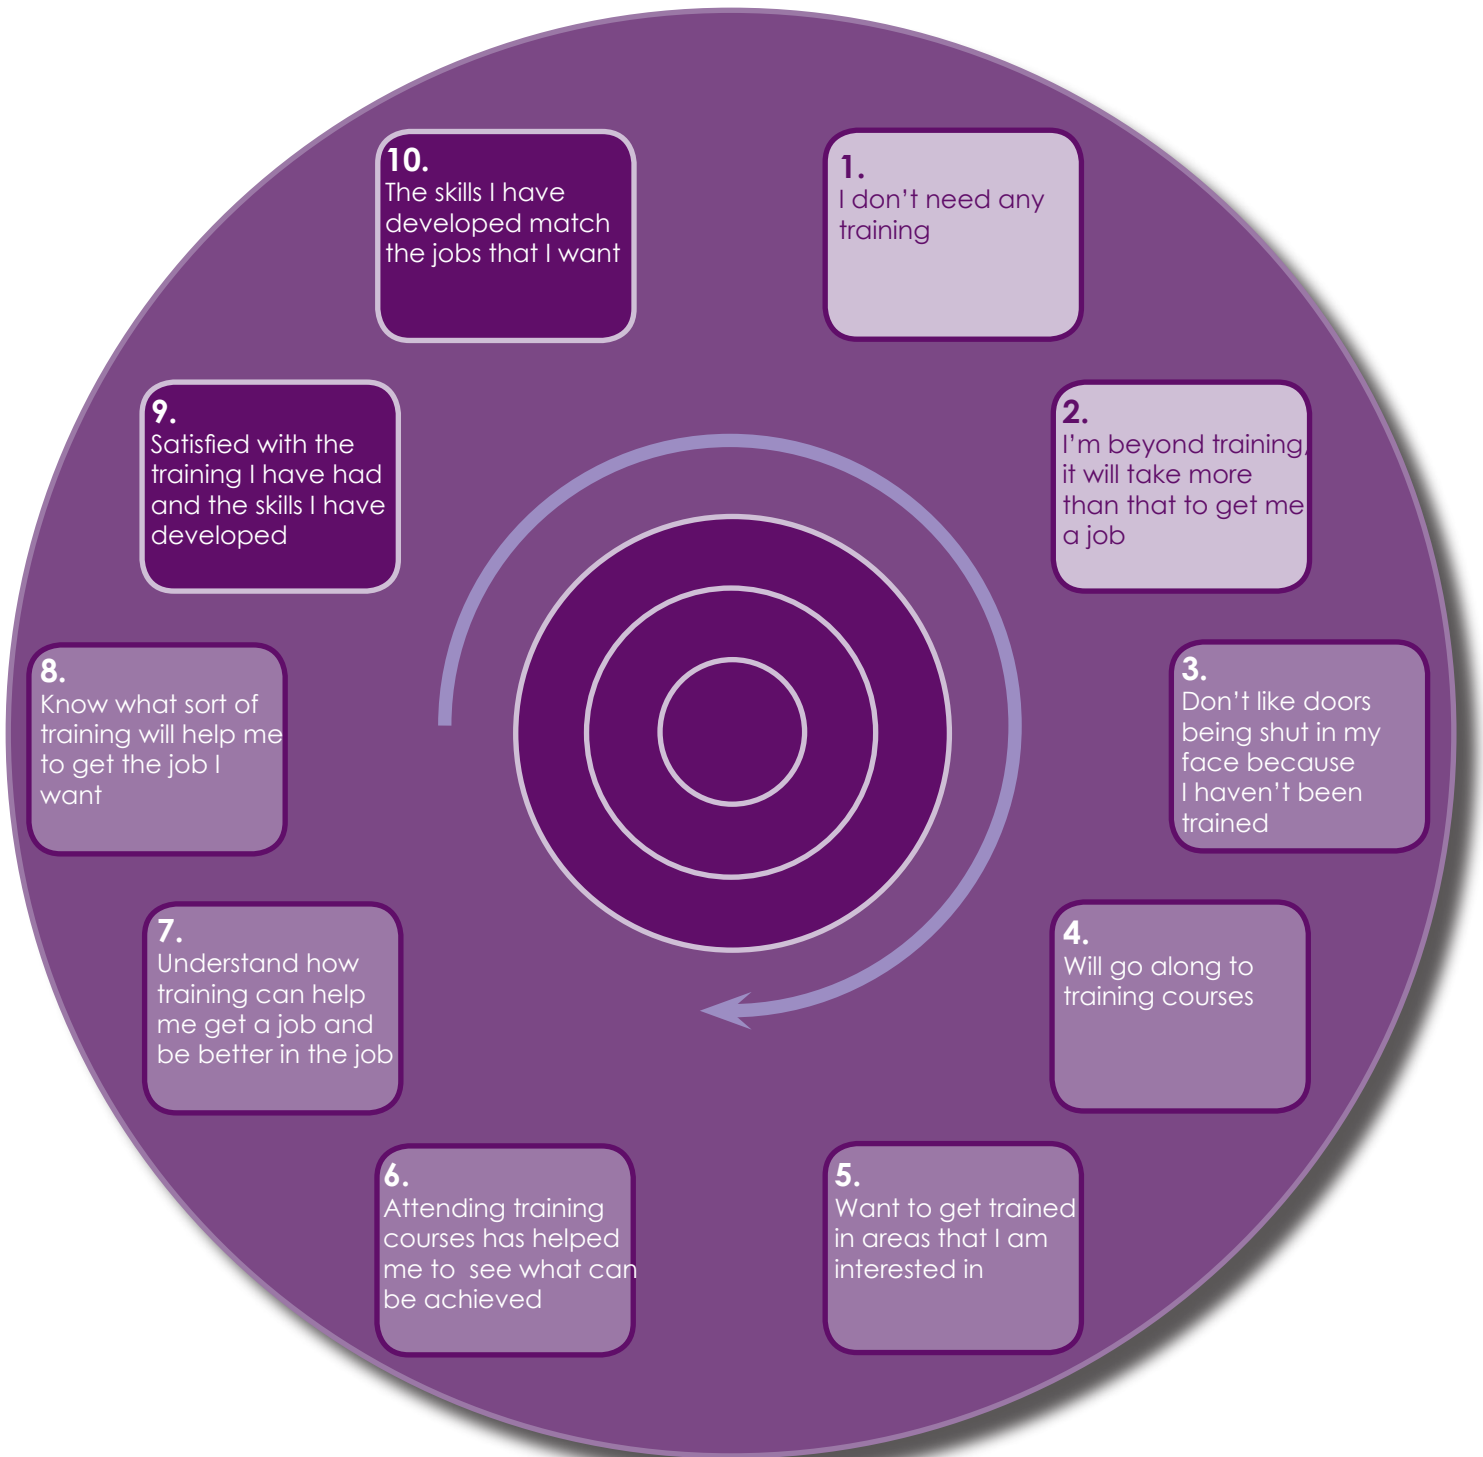 1.
I don't need any
training
2.
I'm beyond training,
it will take more
than that to get me
a job
3.
Don't like doors
being shut in my
face because
I haven't been
trained
4.
Will go along to
training courses
5.
Want to get trained
in areas that I am
interested in
6.
Attending training
courses has helped
me to  see what can
be achieved
7.
Understand how
training can help
me get a job and
be better in the job
8.
Know what sort of
training will help me
to get the job I
want
9.
Satisfied with the
training I have had
and the skills I have
developed
10.
The skills I have
developed match
the jobs that I want